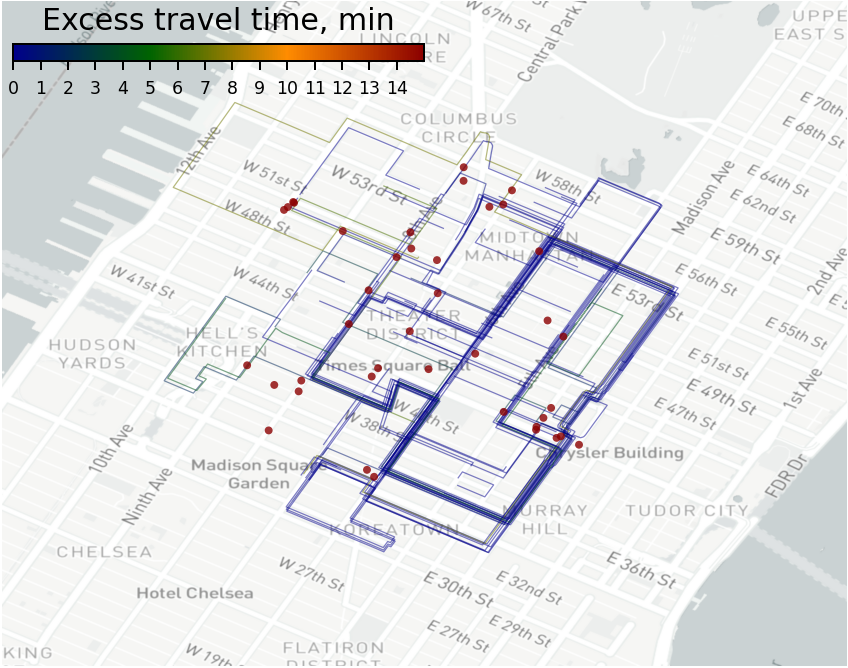 Excess travel time, min
0 1 2 3 4 5 6 7 8 9 10 11 12 13 14
W 67th St
LINCOLN
Central Park
UPPE
EAST S
COLUMBUS
CIRCLE
E 70th St
E 68th St
12th Ave
W 51st St
W 53rd St
W 58th St
E 64th St
Madison Ave
E 62nd St
W 48th St
8th Ave
E 59th St
MIDTOWN
MANHATTAN
2nd Ave
E 56th St
W 41st St
W 44th St
E 53rd St
THEATER
DISTRICT
E 55th St
HELL'S
KITCHEN
HUDSON
YARDS
E 51st St
Times Square Ball
1st Ave
E 49th St
W 38th St
E 47th St
10th Ave
Chrysler Building
Madison Square
Garden
FDR Dr
Ninth Ave
MURRAY
HILL
TUDOR CITY
KOREATOWN
CHELSEA
W 27th St
E 36th St
E 30th St
E 32nd St
Hotel Chelsea
E 27th St
E 29th St
KING
W 19th St
FLATIRON
DISTRICT